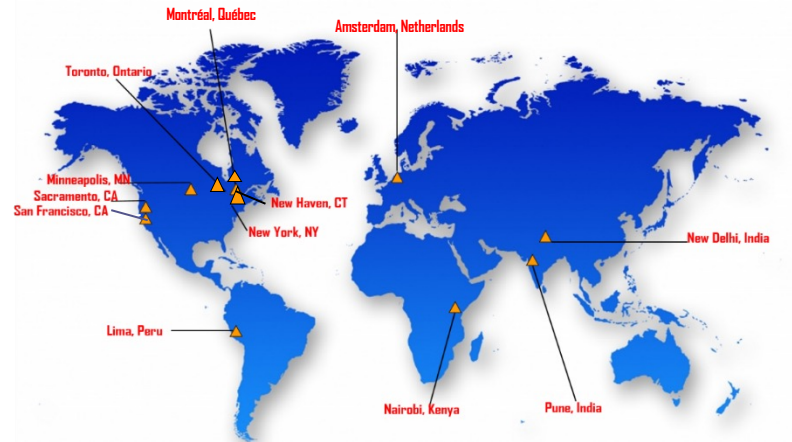 Montréal, Québec
Amsterdam, Netherlands
Toronto, Ontario
Minneapolis, MN
Sacramento, CA
San Francisco, CA
New Haven, CT
New York, NY
New Delhi, India
Lima, Peru
Nairobi, Kenya
Pune, India